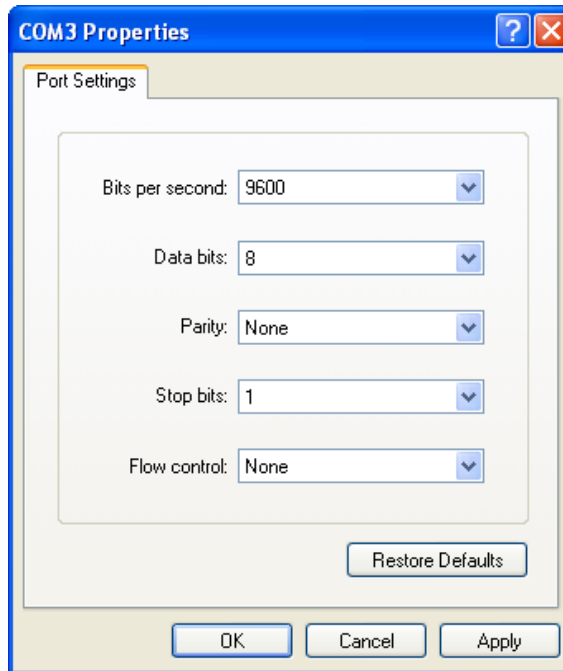 COM3 Properties
Port Settings
Bits per second: 9600
Data bits: 8
Parity: None
Stop bits: 1
Flow control: None
Restore Defaults
OK Cancel Apply